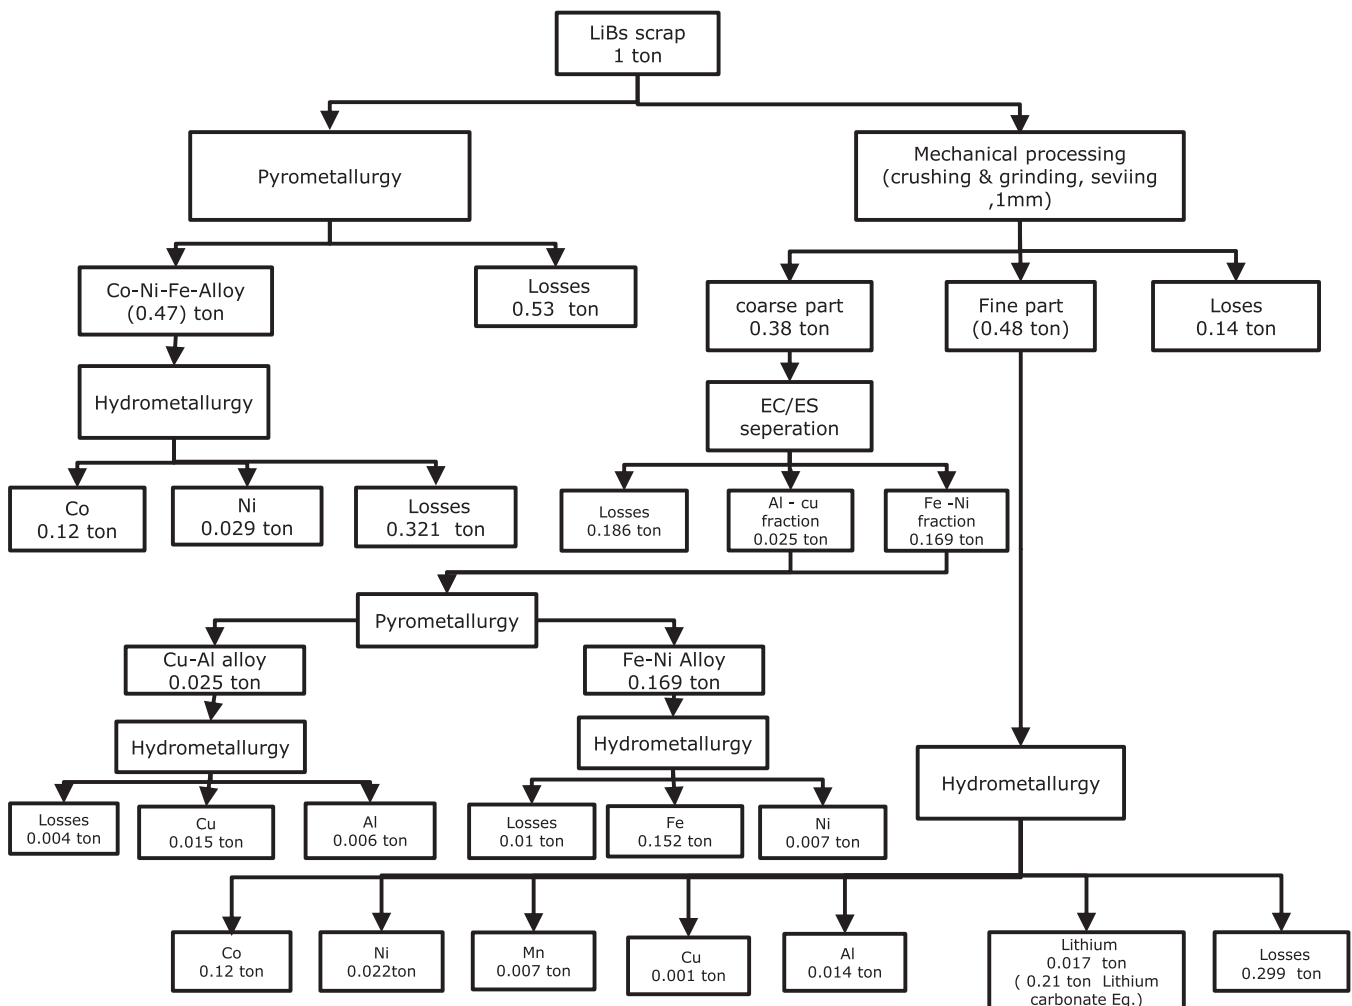 LiBs scrap
1 ton
Pyrometallurgy
Mechanical processing
(crushing & grinding, seviing
,1mm)
Co-Ni-Fe-Alloy
(0.47) ton
Losses
0.53 ton
coarse part
0.38 ton
Fine part
(0.48 ton)
Loses
0.14 ton
Hydrometallurgy
EC/ES
seperation
Co
0.12 ton
Ni
0.029 ton
Losses
0.321 ton
Losses
0.186 ton
Al - cu
fraction
0.025 ton
Fe -Ni
fraction
0.169 ton
Pyrometallurgy
Cu-Al alloy
0.025 ton
Fe-Ni Alloy
0.169 ton
Hydrometallurgy
Hydrometallurgy
Hydrometallurgy
Losses
0.004 ton
Cu
0.015 ton
Al
0.006 ton
Losses
0.01 ton
Fe
0.152 ton
Ni
0.007 ton
Co
0.12 ton
Ni
0.022ton
Mn
0.007 ton
Cu
0.001 ton
Al
0.014 ton
Lithium
0.017 ton
( 0.21 ton Lithium
carbonate Eq.)
Losses
0.299 ton